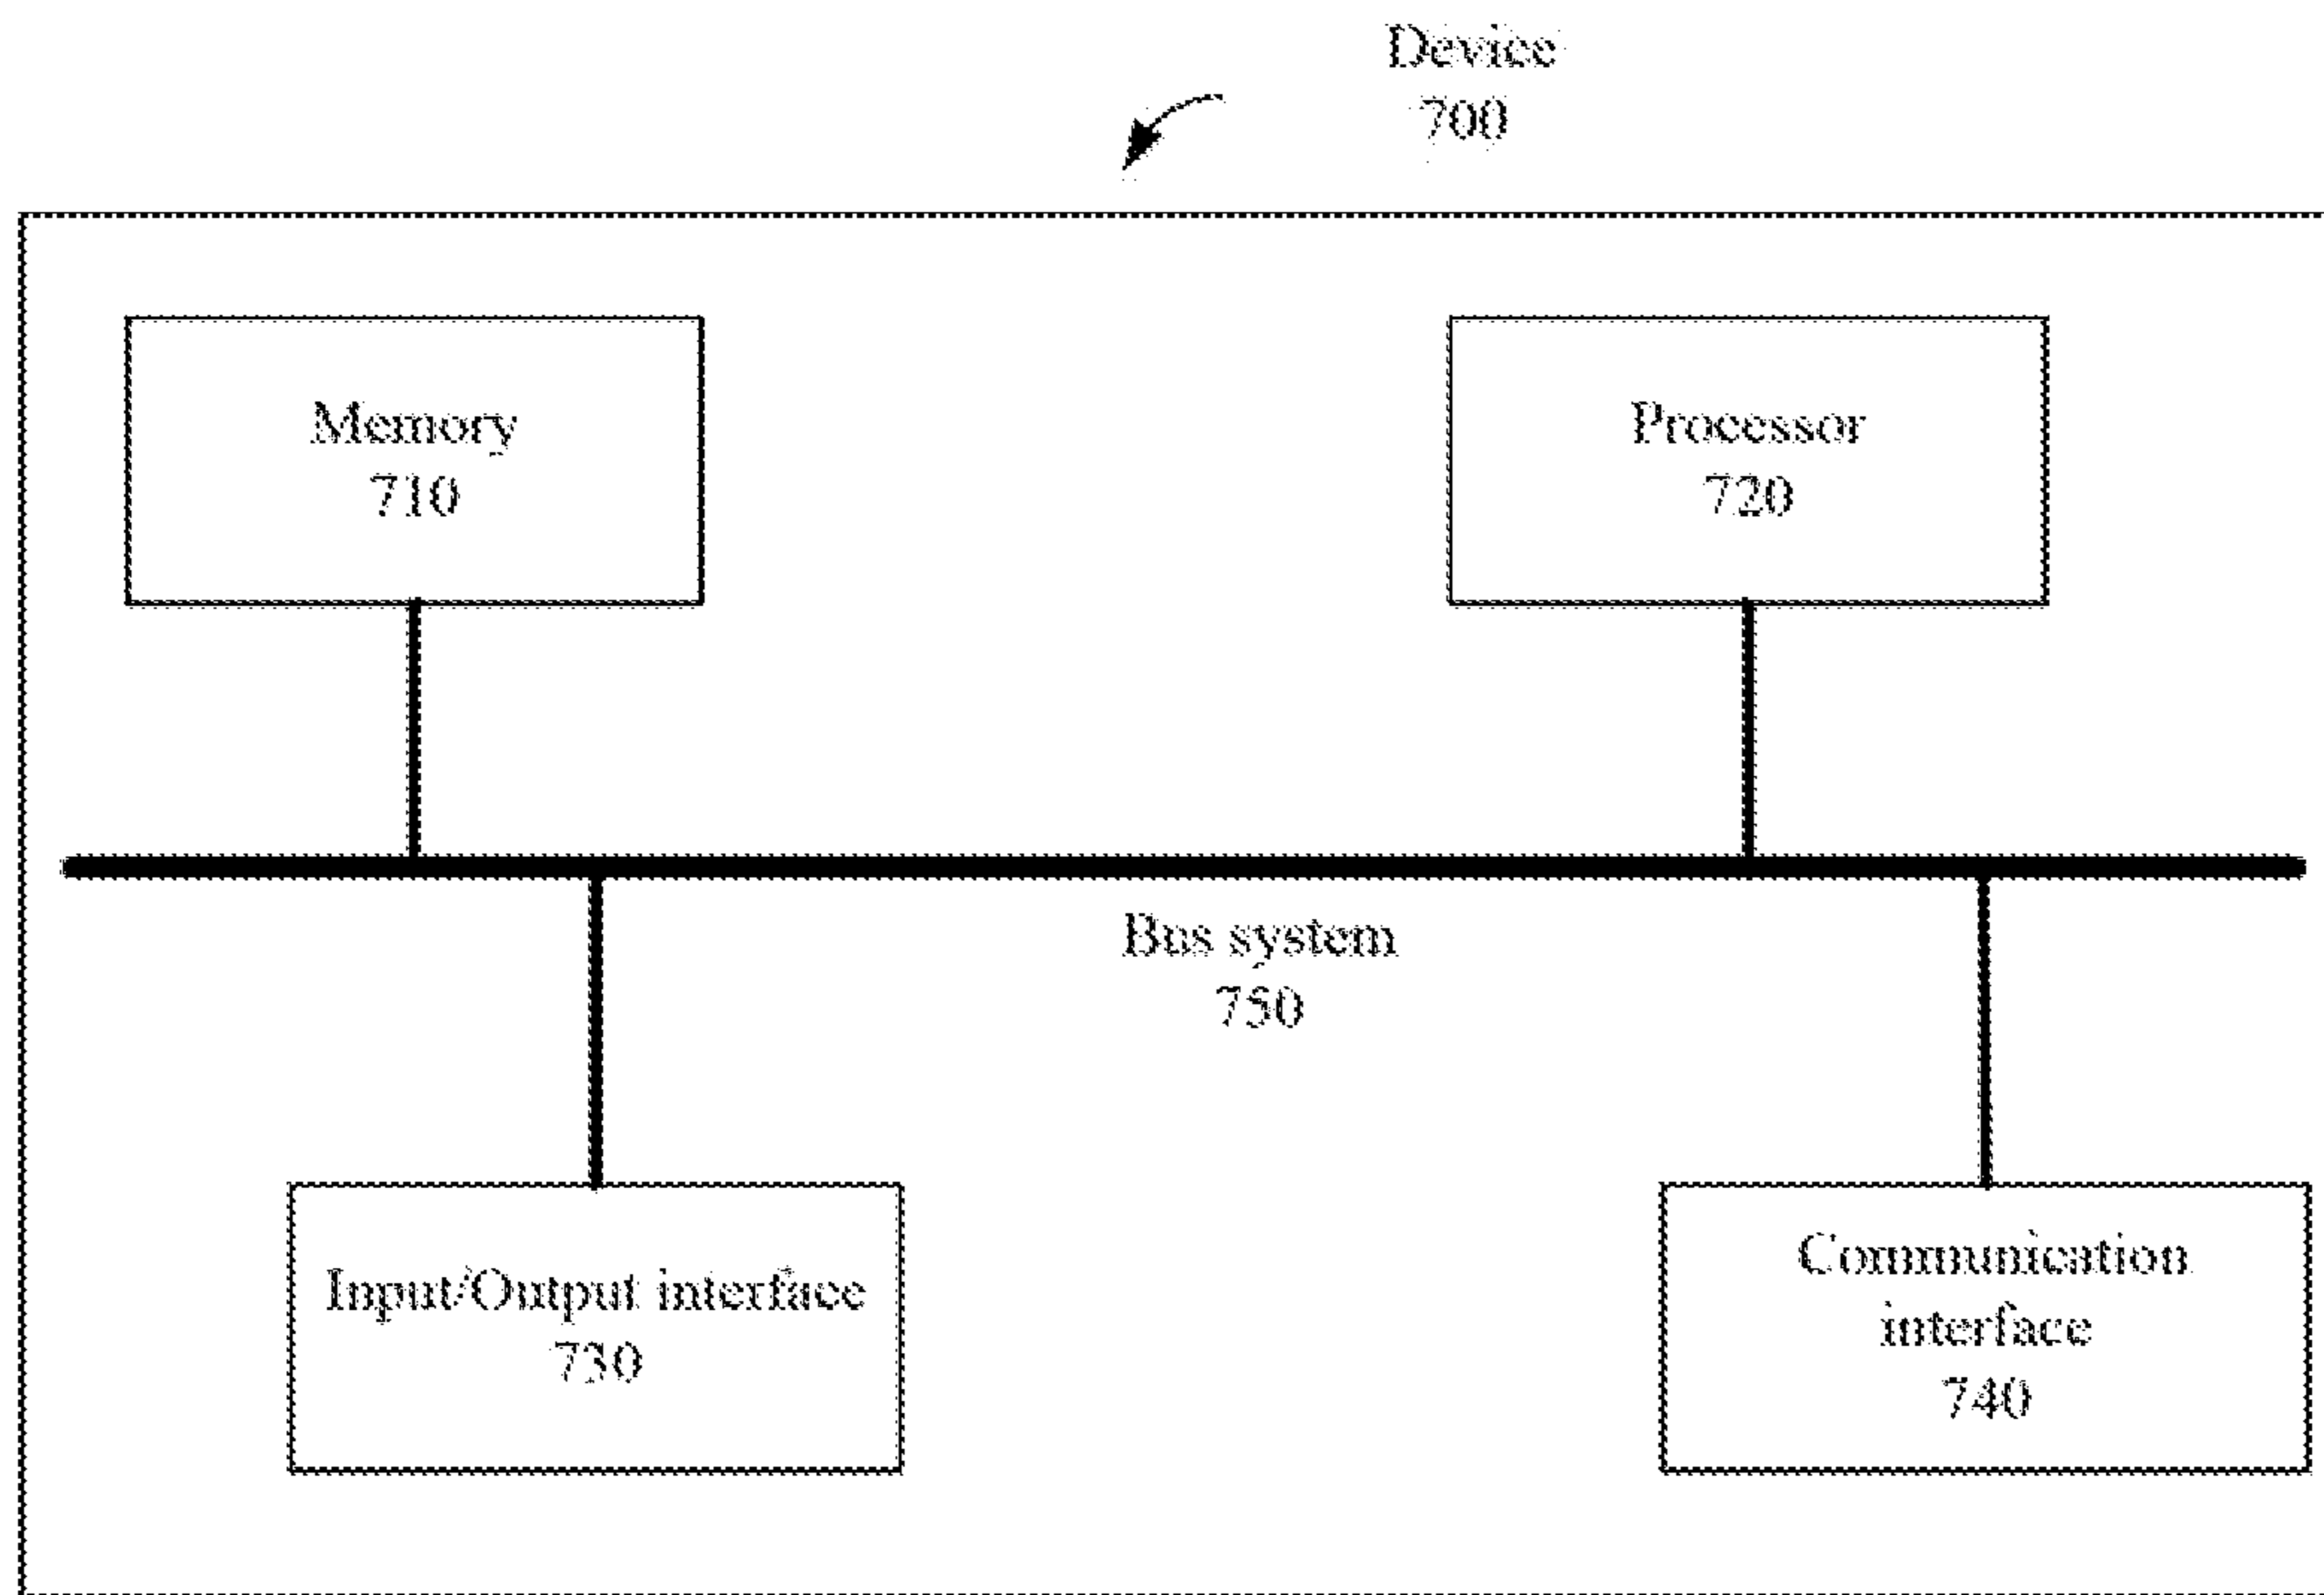 Device
700
Memory
710
Processor
720
Bus system
750
Input/Output interface
730
Communication
interface
740